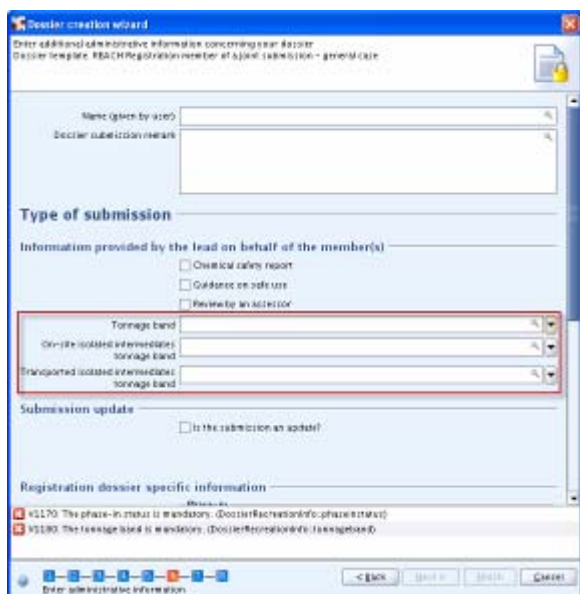 Dossier creation wizard
Enter additional administrative information concerning your dossier
Dossier template: REACH Registration member of a joint submission - general case
Name (given by user)
Dossier submission remark
Type of submission
Information provided by the lead on behalf of the member(s)
Chemical safety report
Guidance on safe use
Review by an assessor
Tonnage band
On-site isolated intermediates
tonnage band
Transported isolated intermediates
tonnage band
Submission update
Is the submission an update?
Registration dossier specific information
V1170: The phase-in status is mandatory. (DossierRecreationInfo::phaseinstatus)
V1180: The tonnage band is mandatory. (DossierRecreationInfo::tonnageband)
< Back Next > Finish Cancel
Enter administrative information